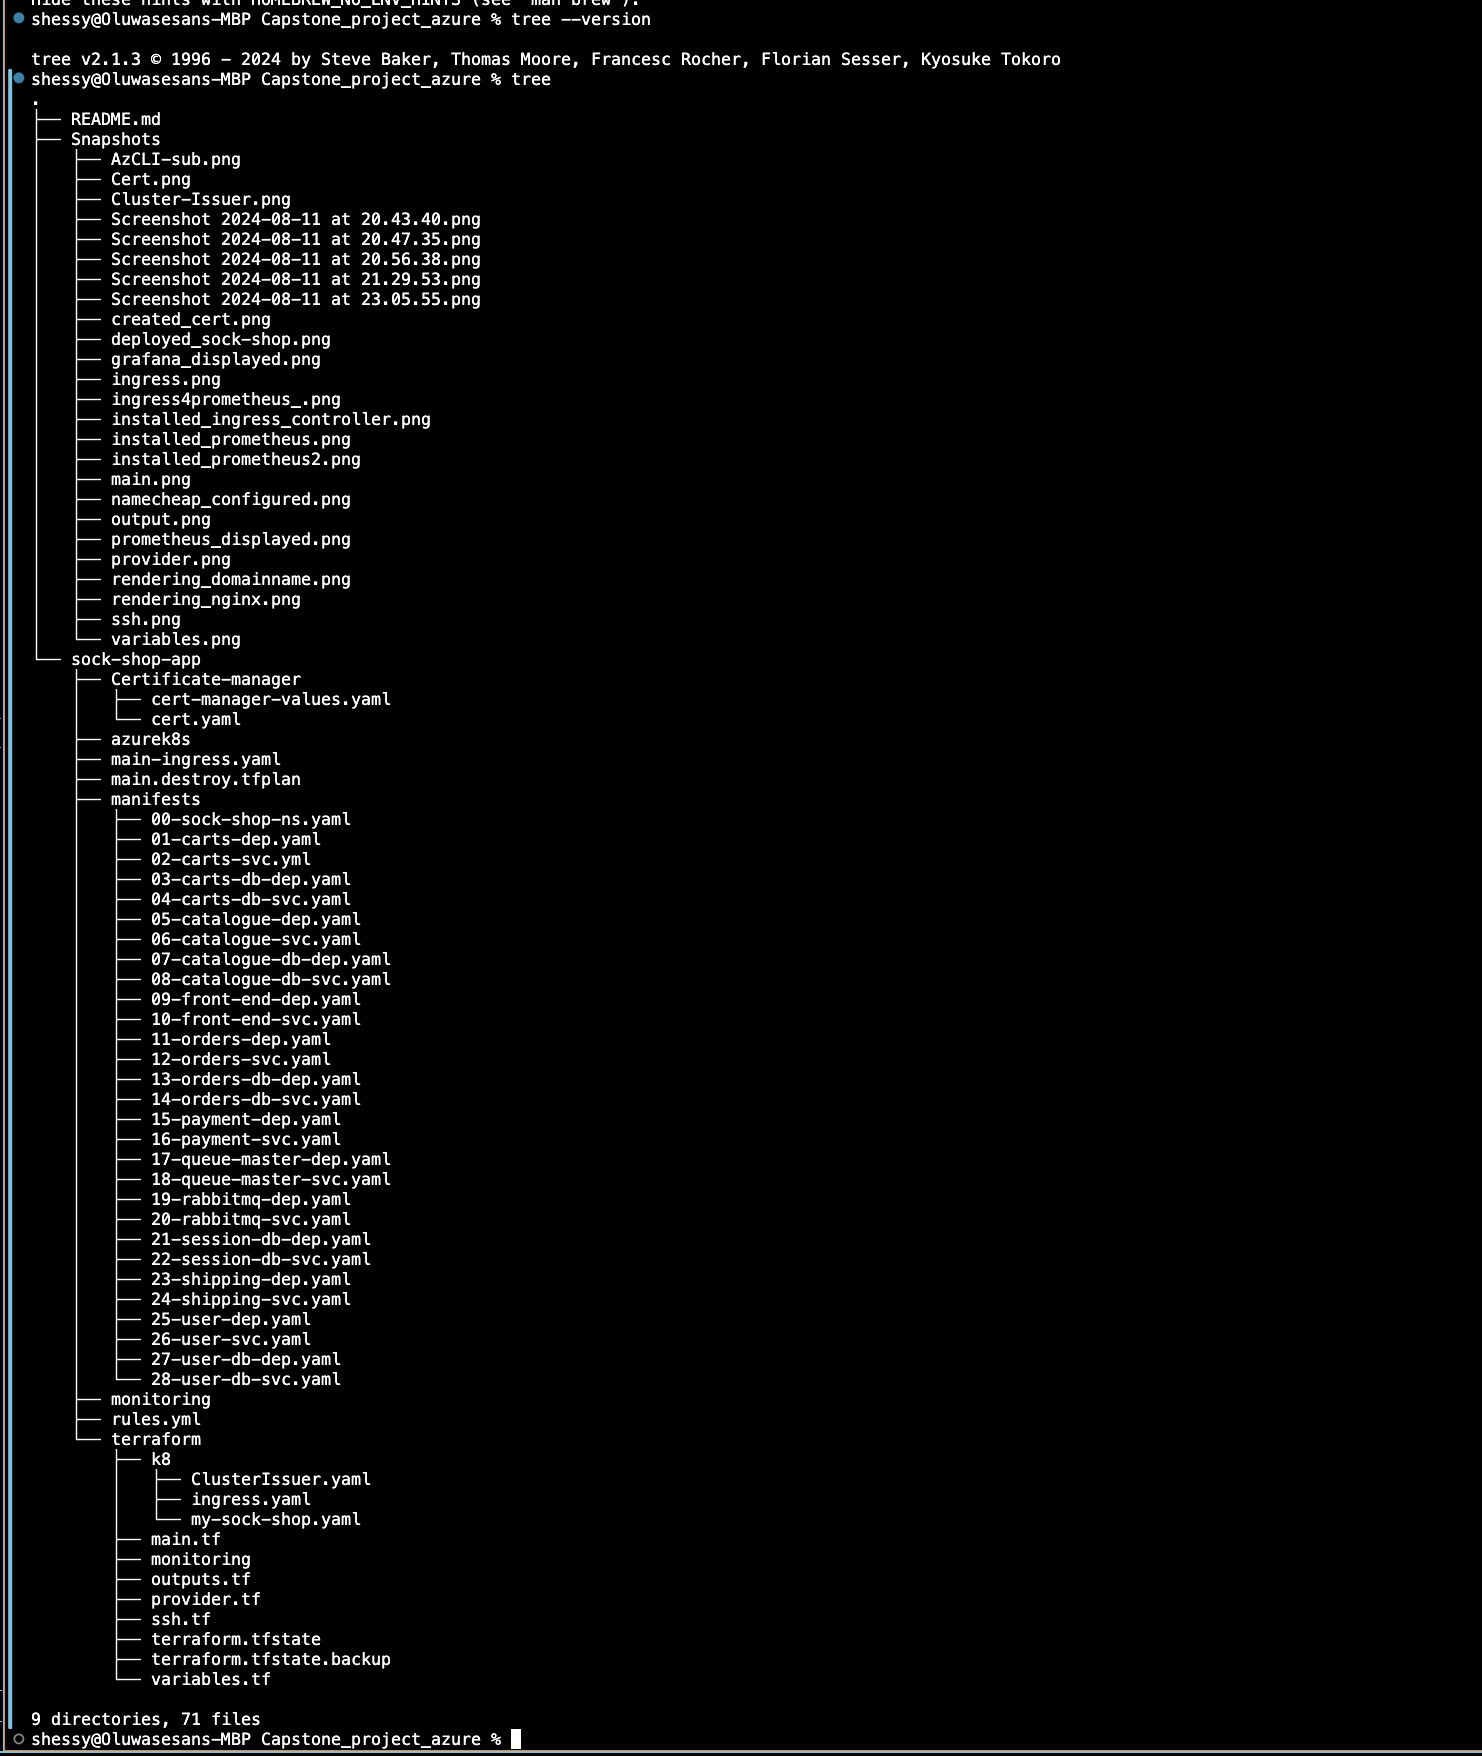 hide these hints with HOMEBREW_NO_ENV_HINTS (see `man brew`).
shessy@Oluwasesans-MBP Capstone_project_azure % tree --version
tree v2.1.3 © 1996 - 2024 by Steve Baker, Thomas Moore, Francesc Rocher, Florian Sesser, Kyosuke Tokoro
shessy@Oluwasesans-MBP Capstone_project_azure % tree
.
├── README.md
├── Snapshots
│   ├── AzCLI-sub.png
│   ├── Cert.png
│   ├── Cluster-Issuer.png
│   ├── Screenshot 2024-08-11 at 20.43.40.png
│   ├── Screenshot 2024-08-11 at 20.47.35.png
│   ├── Screenshot 2024-08-11 at 20.56.38.png
│   ├── Screenshot 2024-08-11 at 21.29.53.png
│   ├── Screenshot 2024-08-11 at 23.05.55.png
│   ├── created_cert.png
│   ├── deployed_sock-shop.png
│   ├── grafana_displayed.png
│   ├── ingress.png
│   ├── ingress4prometheus_.png
│   ├── installed_ingress_controller.png
│   ├── installed_prometheus.png
│   ├── installed_prometheus2.png
│   ├── main.png
│   ├── namecheap_configured.png
│   ├── output.png
│   ├── prometheus_displayed.png
│   ├── provider.png
│   ├── rendering_domainname.png
│   ├── rendering_nginx.png
│   ├── ssh.png
│   └── variables.png
└── sock-shop-app
    ├── Certificate-manager
    │   ├── cert-manager-values.yaml
    │   └── cert.yaml
    ├── azurek8s
    ├── main-ingress.yaml
    ├── main.destroy.tfplan
    ├── manifests
    │   ├── 00-sock-shop-ns.yaml
    │   ├── 01-carts-dep.yaml
    │   ├── 02-carts-svc.yml
    │   ├── 03-carts-db-dep.yaml
    │   ├── 04-carts-db-svc.yaml
    │   ├── 05-catalogue-dep.yaml
    │   ├── 06-catalogue-svc.yaml
    │   ├── 07-catalogue-db-dep.yaml
    │   ├── 08-catalogue-db-svc.yaml
    │   ├── 09-front-end-dep.yaml
    │   ├── 10-front-end-svc.yaml
    │   ├── 11-orders-dep.yaml
    │   ├── 12-orders-svc.yaml
    │   ├── 13-orders-db-dep.yaml
    │   ├── 14-orders-db-svc.yaml
    │   ├── 15-payment-dep.yaml
    │   ├── 16-payment-svc.yaml
    │   ├── 17-queue-master-dep.yaml
    │   ├── 18-queue-master-svc.yaml
    │   ├── 19-rabbitmq-dep.yaml
    │   ├── 20-rabbitmq-svc.yaml
    │   ├── 21-session-db-dep.yaml
    │   ├── 22-session-db-svc.yaml
    │   ├── 23-shipping-dep.yaml
    │   ├── 24-shipping-svc.yaml
    │   ├── 25-user-dep.yaml
    │   ├── 26-user-svc.yaml
    │   ├── 27-user-db-dep.yaml
    │   └── 28-user-db-svc.yaml
    ├── monitoring
    ├── rules.yml
    └── terraform
        ├── k8
        │   ├── ClusterIssuer.yaml
        │   ├── ingress.yaml
        │   └── my-sock-shop.yaml
        ├── main.tf
        ├── monitoring
        ├── outputs.tf
        ├── provider.tf
        ├── ssh.tf
        ├── terraform.tfstate
        ├── terraform.tfstate.backup
        └── variables.tf
9 directories, 71 files
shessy@Oluwasesans-MBP Capstone_project_azure %